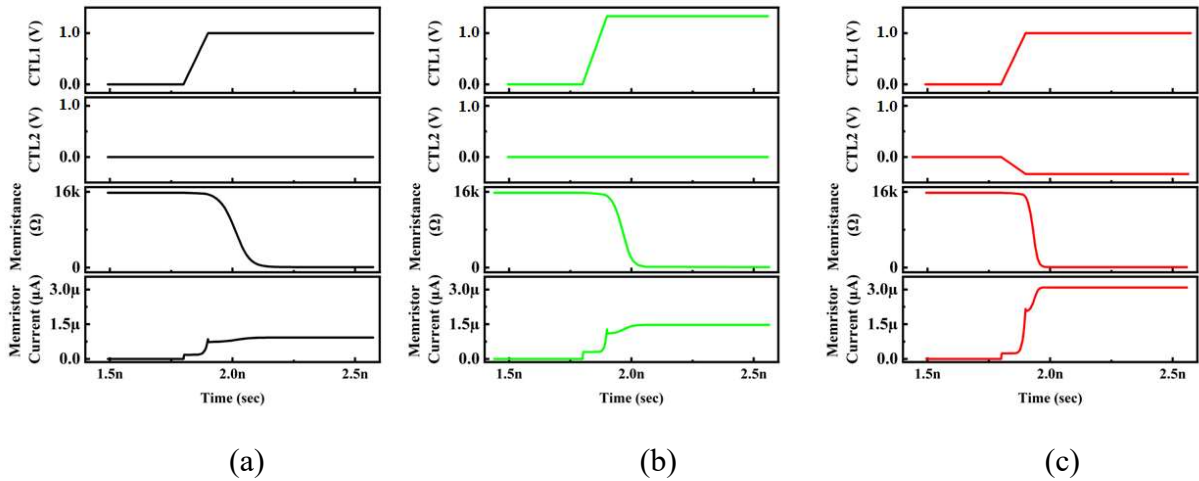 CTL1 (V)
1.0
0.0
CTL2 (V)
1.0
0.0
Memristance
(Ω)
16k
0
Memristor
Current (μA)
3.0μ
1.5μ
0.0
1.5n 2.0n 2.5n
Time (sec)
(a)
CTL1 (V)
1.0
0.0
CTL2 (V)
1.0
0.0
Memristance
(Ω)
16k
0
Memristor
Current (μA)
3.0μ
1.5μ
0.0
1.5n 2.0n 2.5n
Time (sec)
(b)
CTL1 (V)
1.0
0.0
CTL2 (V)
1.0
0.0
Memristance
(Ω)
16k
0
Memristor
Current (μA)
3.0μ
1.5μ
0.0
1.5n 2.0n 2.5n
Time (sec)
(c)